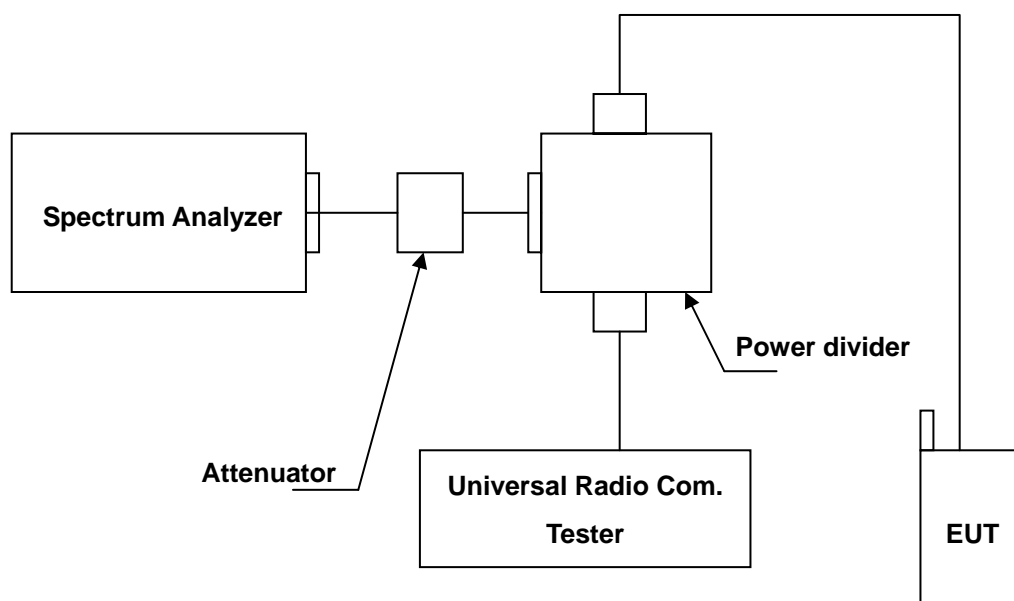 Spectrum Analyzer
Power divider
Attenuator
Universal Radio Com.
Tester
EUT